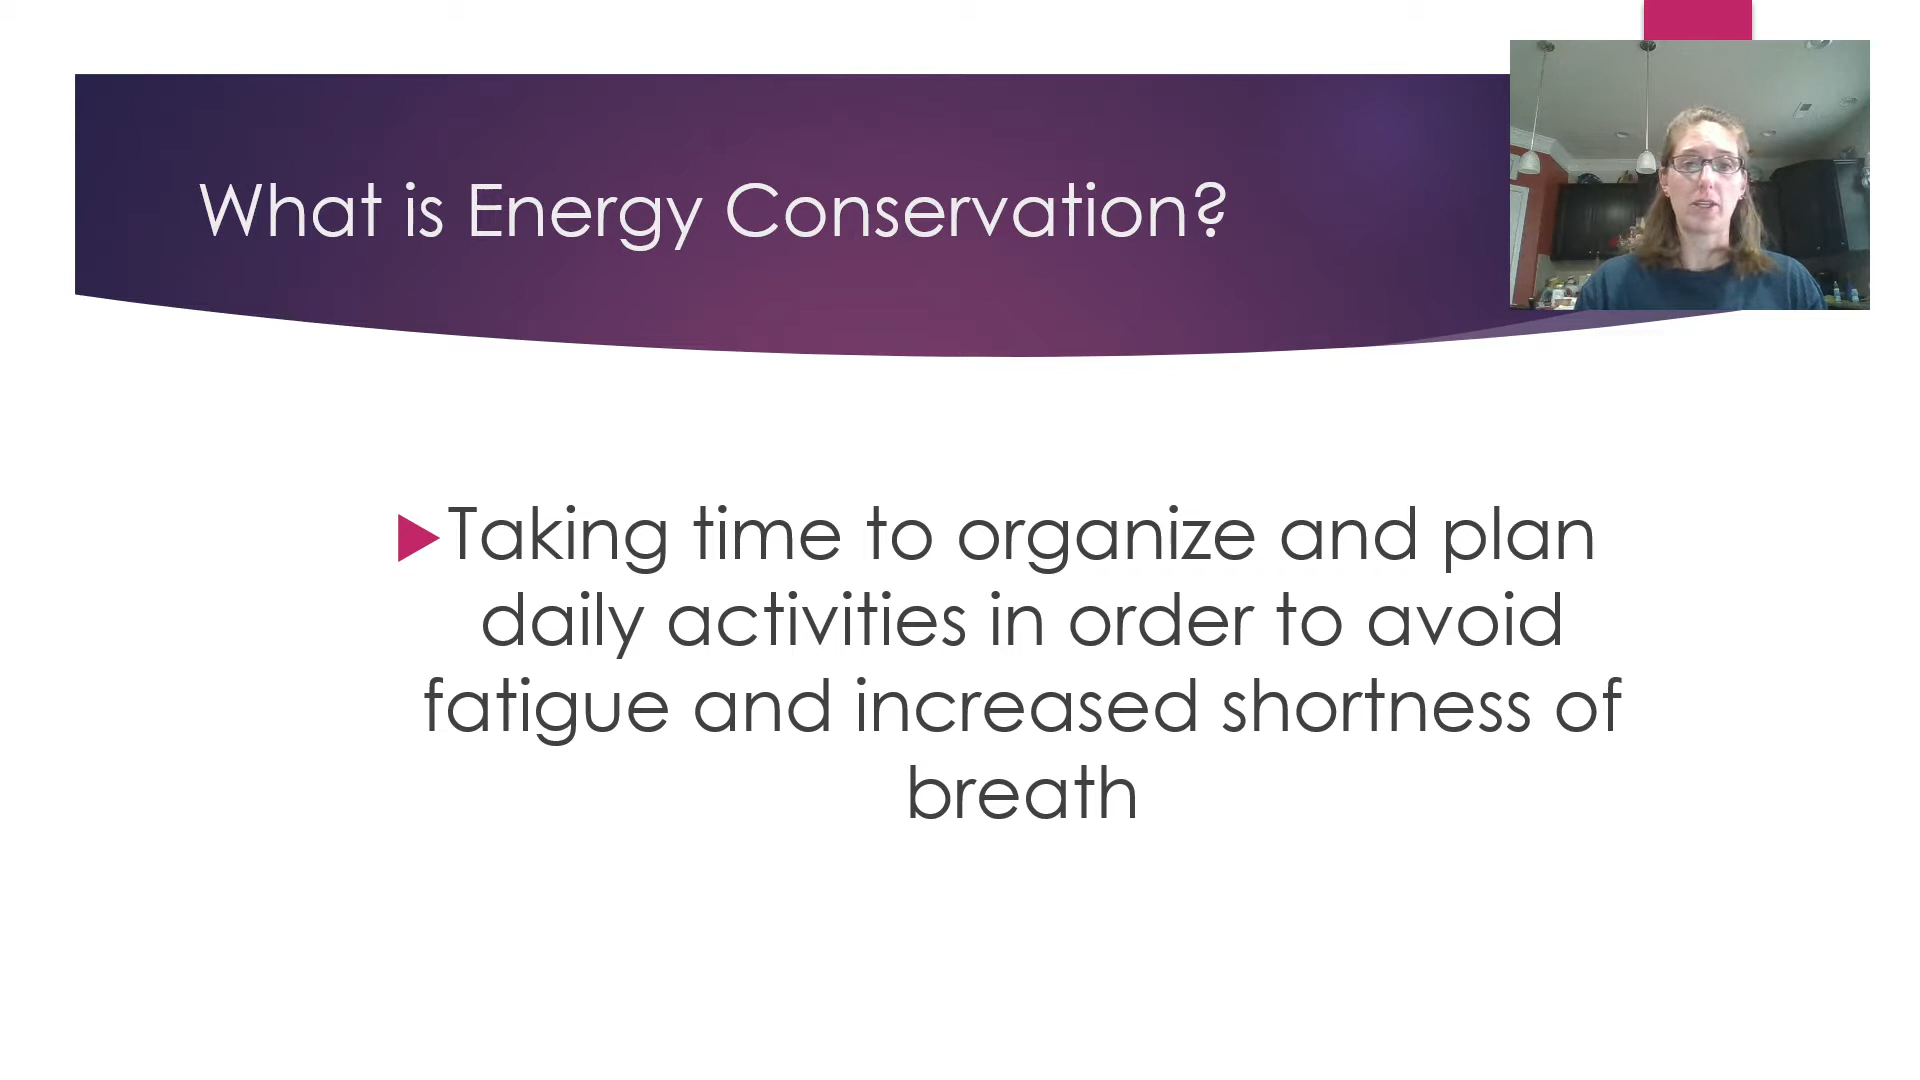 What is Energy Conservation?
Taking time to organize and plan
daily activities in order to avoid
fatigue and increased shortness of
breath